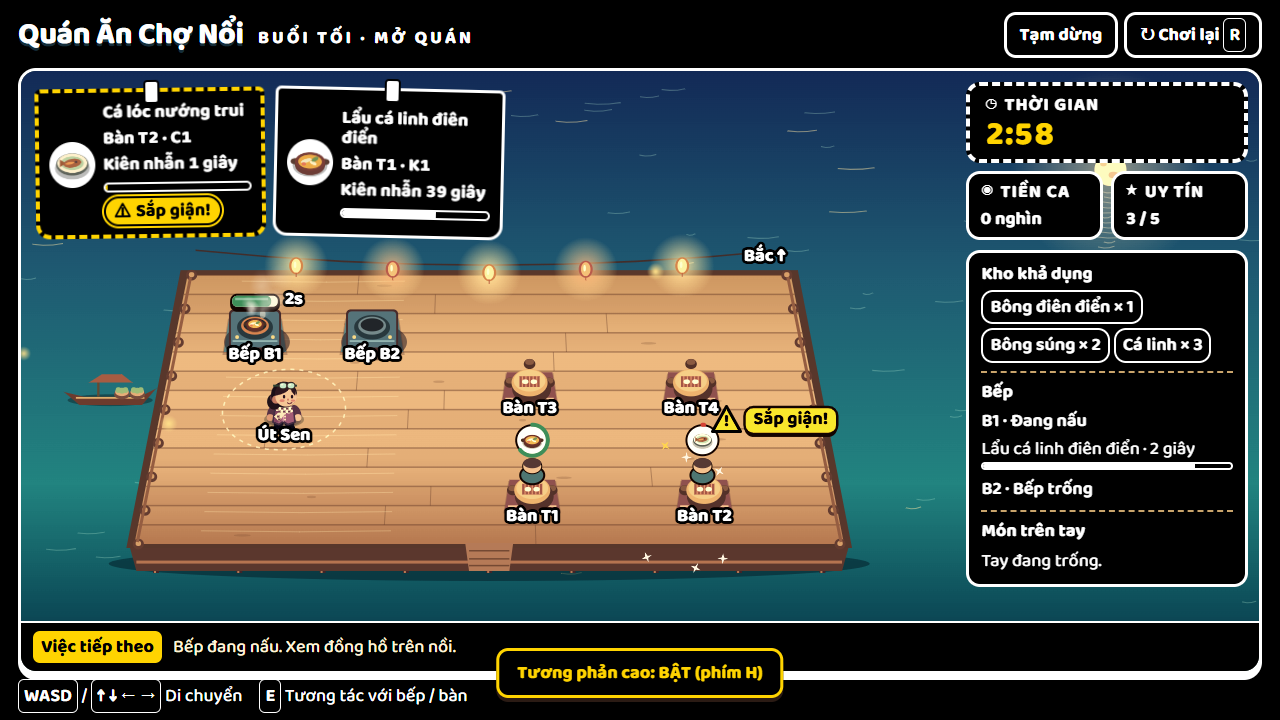 Quán Ăn Chợ Nổi
BUỔI TỐI · MỞ QUÁN
Tạm dừng
↻ Chơi lại R
Cá lóc nướng trui
Bàn T2 · C1
Kiên nhẫn 1 giây
⚠ Sắp giận!
Lẩu cá linh điên
điển
Bàn T1 · K1
Kiên nhẫn 39 giây
◷ THỜI GIAN
2:58
◉ TIỀN CA
0 nghìn
★ UY TÍN
3 / 5
Bắc ↑
2s
Bếp B1
Bếp B2
Út Sen
Bàn T3
Bàn T4
Sắp giận!
Bàn T1
Bàn T2
Kho khả dụng
Bông điên điển × 1
Bông súng × 2
Cá linh × 3
Bếp
B1 · Đang nấu
Lẩu cá linh điên điển · 2 giây
B2 · Bếp trống
Món trên tay
Tay đang trống.
Việc tiếp theo
Bếp đang nấu. Xem đồng hồ trên nồi.
Tương phản cao: BẬT (phím H)
WASD / ↑↓←→ Di chuyển
E Tương tác với bếp / bàn